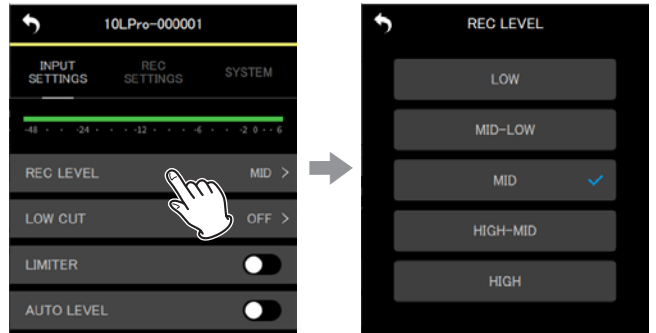 10LPro-000001
INPUT SETTINGS
REC SETTINGS
SYSTEM
-48 · · -24 · · · -12 · · · -6 · · -2 0 · · 6
REC LEVEL MID >
LOW CUT OFF >
LIMITER
AUTO LEVEL
REC LEVEL
LOW
MID-LOW
MID
HIGH-MID
HIGH